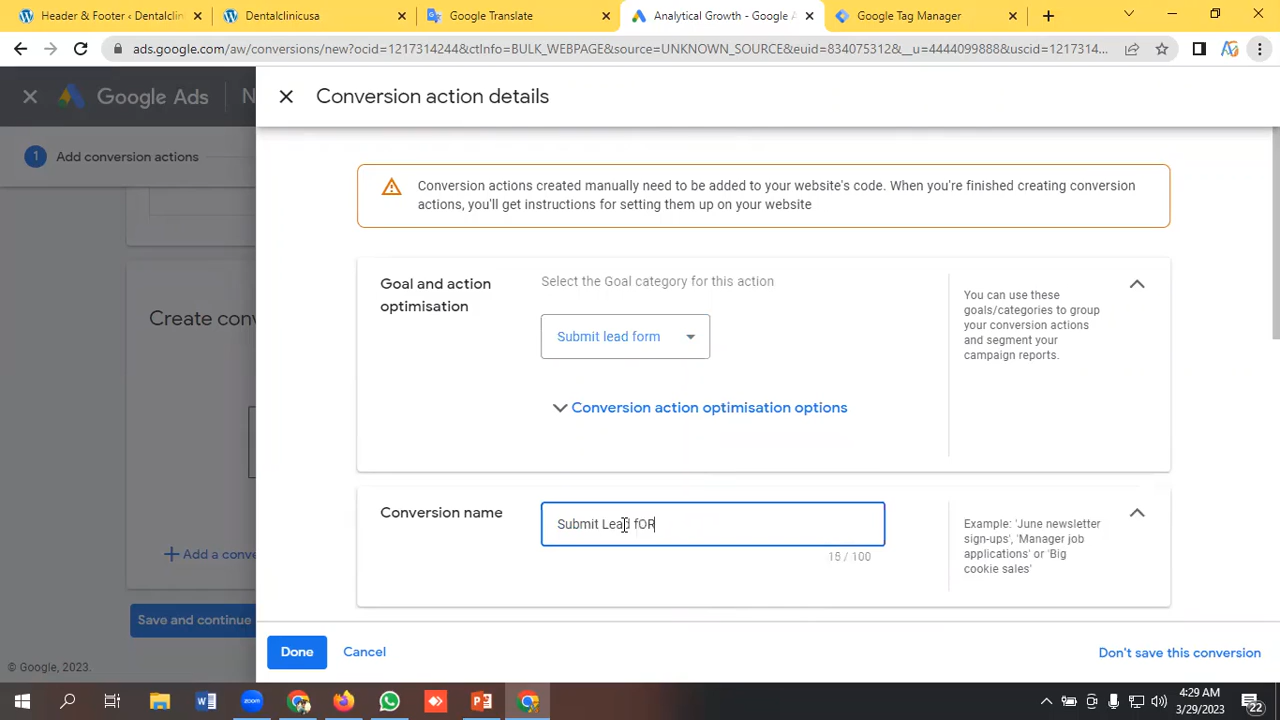 Header & Footer ‹ Dentalclin
Dentalclinicusa
Google Translate
Analytical Growth - Google A
Google Tag Manager
ads.google.com/aw/conversions/new?ocid=1217314244&ctInfo=BULK_WEBPAGE&source=UNKNOWN_SOURCE&euid=834075312&__u=4444099888&uscid=1217314...
Google Ads
N
Conversion action details
1
Add conversion actions
Conversion actions created manually need to be added to your website's code. When you're finished creating conversion
actions, you'll get instructions for setting them up on your website
Goal and action
optimisation
Select the Goal category for this action
Submit lead form
Conversion action optimisation options
You can use these
goals/categories to group
your conversion actions
and segment your
campaign reports.
Create conv
Conversion name
Submit Lead fOR
15 / 100
Example: 'June newsletter
sign-ups', 'Manager job
applications' or 'Big
cookie sales'
+ Add a conve
Save and continue
Done
Cancel
Don't save this conversion
© Google, 2023.
zoom
4:29 AM
3/29/2023
22